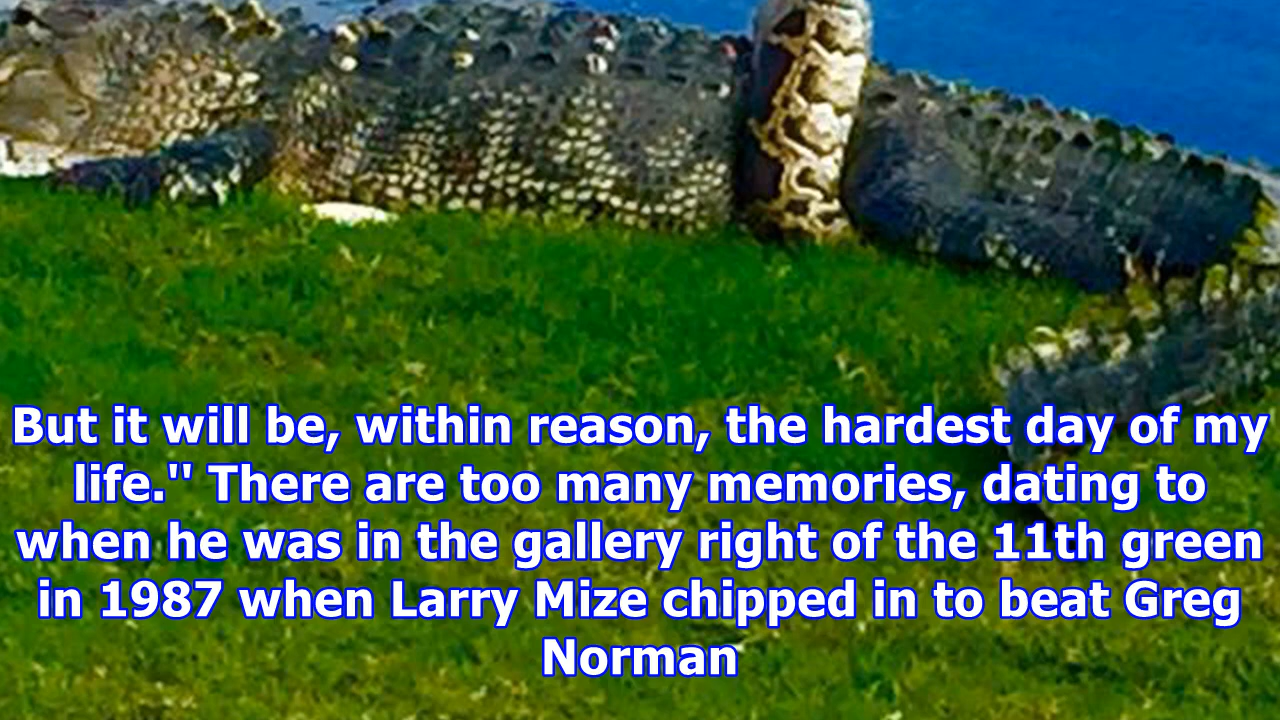 But it will be, within reason, the hardest day of my
life.'' There are too many memories, dating to
when he was in the gallery right of the 11th green
in 1987 when Larry Mize chipped in to beat Greg
Norman